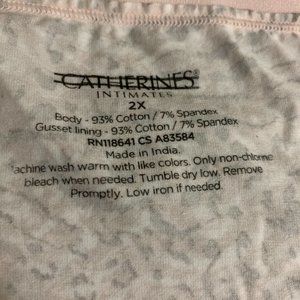 CATHERINES®
INTIMATES
2X
Body - 93% Cotton / 7% Spandex
Gusset lining - 93% Cotton / 7% Spandex
RN118641 CS A83584
Made in India.
achine wash warm with like colors. Only non-chlorine
bleach when needed. Tumble dry low. Remove
Promptly. Low iron if needed.